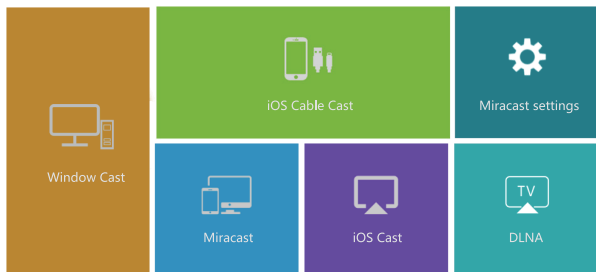 Window Cast
iOS Cable Cast
Miracast settings
Miracast
iOS Cast
TV
DLNA